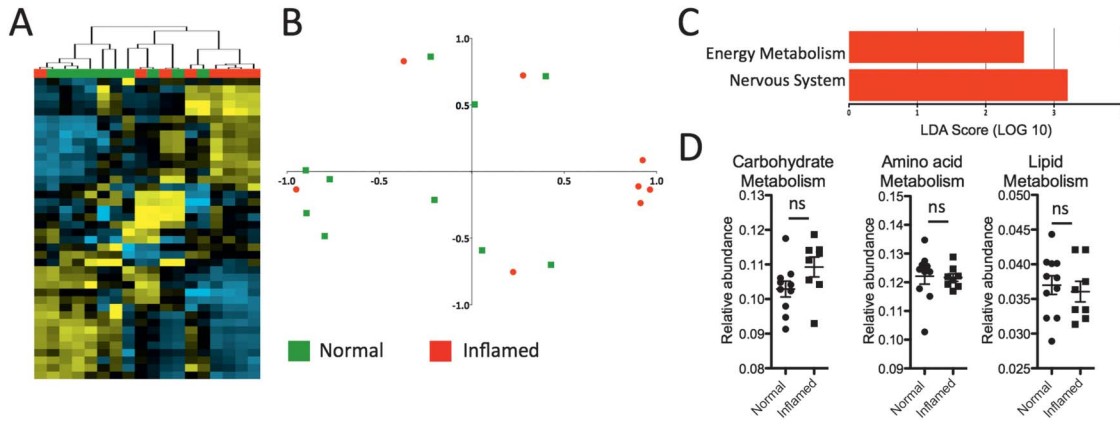 A
B
1.0
0.5
-1.0
-0.5
0.5
1.0
-0.5
-1.0
Normal
Inflamed
C
Energy Metabolism
Nervous System
0
1
2
3
LDA Score (LOG 10)
D
Carbohydrate
Metabolism
ns
Relative abundance
0.13
0.12
0.11
0.10
0.09
0.08
Normal
Inflamed
Amino acid
Metabolism
ns
Relative abundance
0.15
0.14
0.13
0.12
0.11
0.10
0.09
Normal
Inflamed
Lipid
Metabolism
ns
Relative abundance
0.050
0.045
0.040
0.035
0.030
0.025
Normal
Inflamed